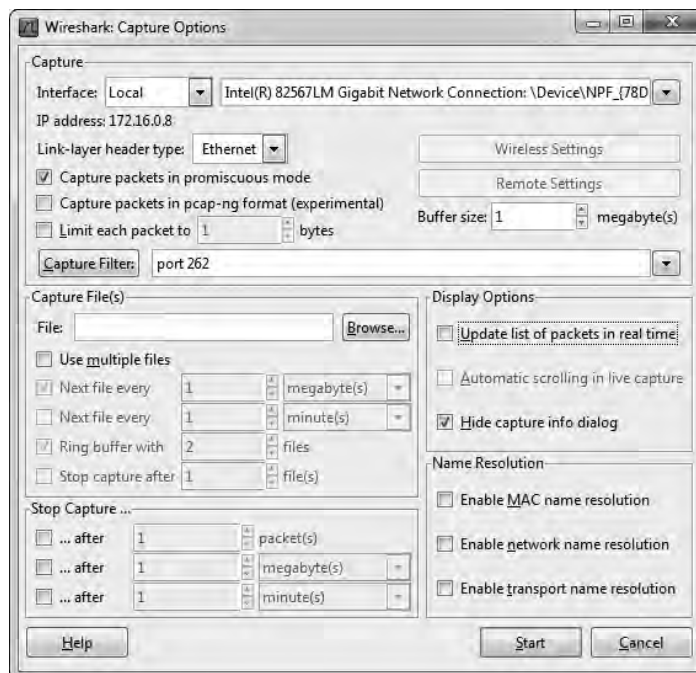 Wireshark: Capture Options
Capture
Interface: Local Intel(R) 82567LM Gigabit Network Connection: \Device\NPF_{78D
IP address: 172.16.0.8
Link-layer header type: Ethernet Wireless Settings
Capture packets in promiscuous mode
Remote Settings
Capture packets in pcap-ng format (experimental)
Buffer size: 1 megabyte(s)
Limit each packet to 1 bytes
Capture Filter: port 262
Capture File(s)
File: Browse...
Use multiple files
Next file every 1 megabyte(s)
Next file every 1 minute(s)
Ring buffer with 2 files
Stop capture after 1 file(s)
Display Options
Update list of packets in real time
Automatic scrolling in live capture
Hide capture info dialog
Stop Capture ...
... after 1 packet(s)
... after 1 megabyte(s)
... after 1 minute(s)
Name Resolution
Enable MAC name resolution
Enable network name resolution
Enable transport name resolution
Help Start Cancel